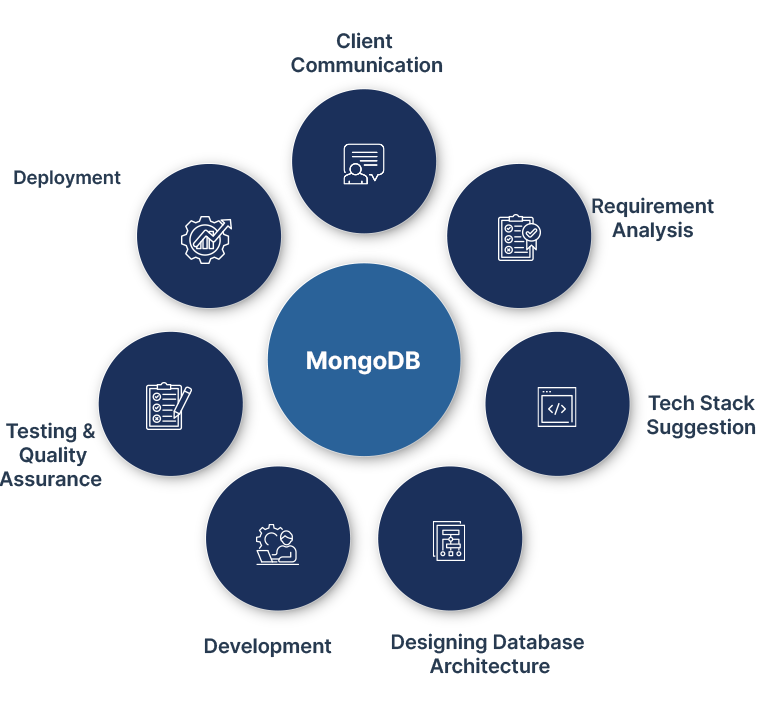 Client
Communication
Deployment
Requirement
Analysis
MongoDB
Tech Stack
Suggestion
Testing &
Quality
Assurance
Development
Designing Database
Architecture